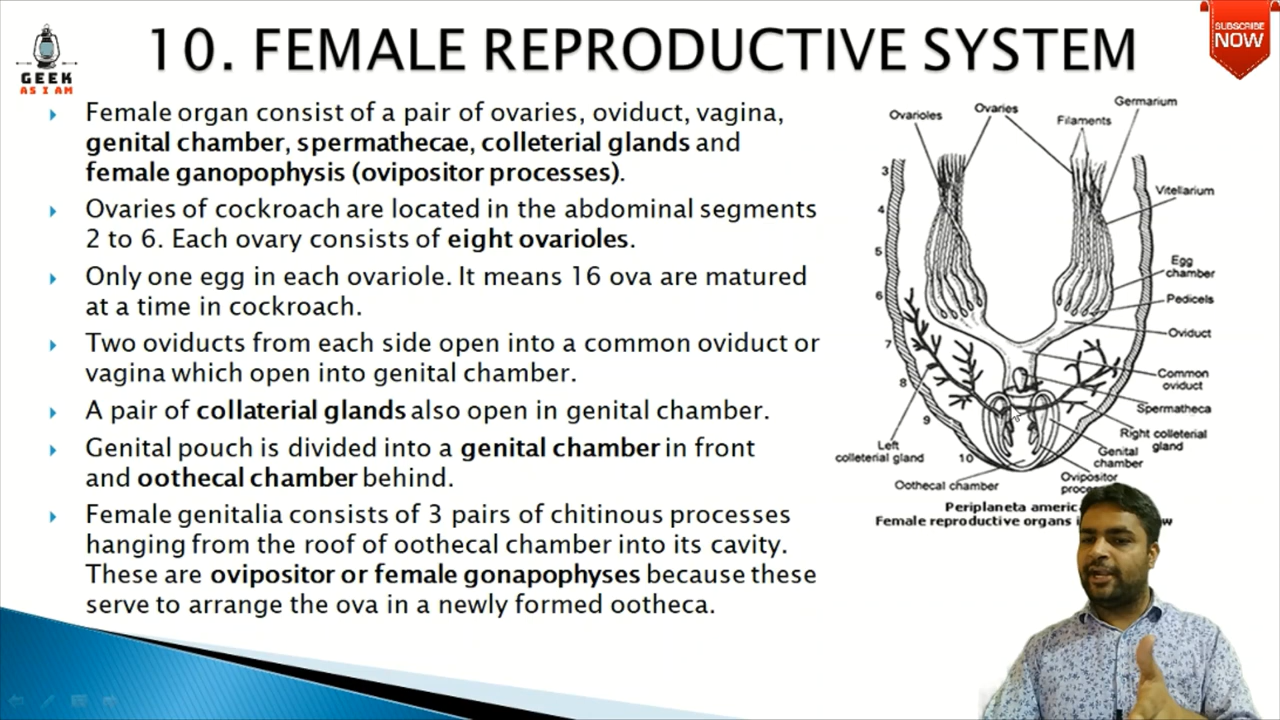 10. FEMALE REPRODUCTIVE SYSTEM
GEEK
AS I AM
SUBSCRIBE
NOW
Female organ consist of a pair of ovaries, oviduct, vagina,
genital chamber, spermathecae, colleterial glands and
female ganopophysis (ovipositor processes).
Ovaries of cockroach are located in the abdominal segments
2 to 6. Each ovary consists of eight ovarioles.
Only one egg in each ovariole. It means 16 ova are matured
at a time in cockroach.
Two oviducts from each side open into a common oviduct or
vagina which open into genital chamber.
A pair of collaterial glands also open in genital chamber.
Genital pouch is divided into a genital chamber in front
and oothecal chamber behind.
Female genitalia consists of 3 pairs of chitinous processes
hanging from the roof of oothecal chamber into its cavity.
These are ovipositor or female gonapophyses because these
serve to arrange the ova in a newly formed ootheca.
Ovarioles
Ovaries
Filaments
Germarium
Vitellarium
Egg
chamber
Pedicels
Oviduct
Common
oviduct
Spermatheca
Right colleterial
gland
Genital
chamber
Ovipositor
3
4
5
6
7
8
9
10
Left
colleterial gland
Oothecal chamber
Periplaneta
Female reproductive organs